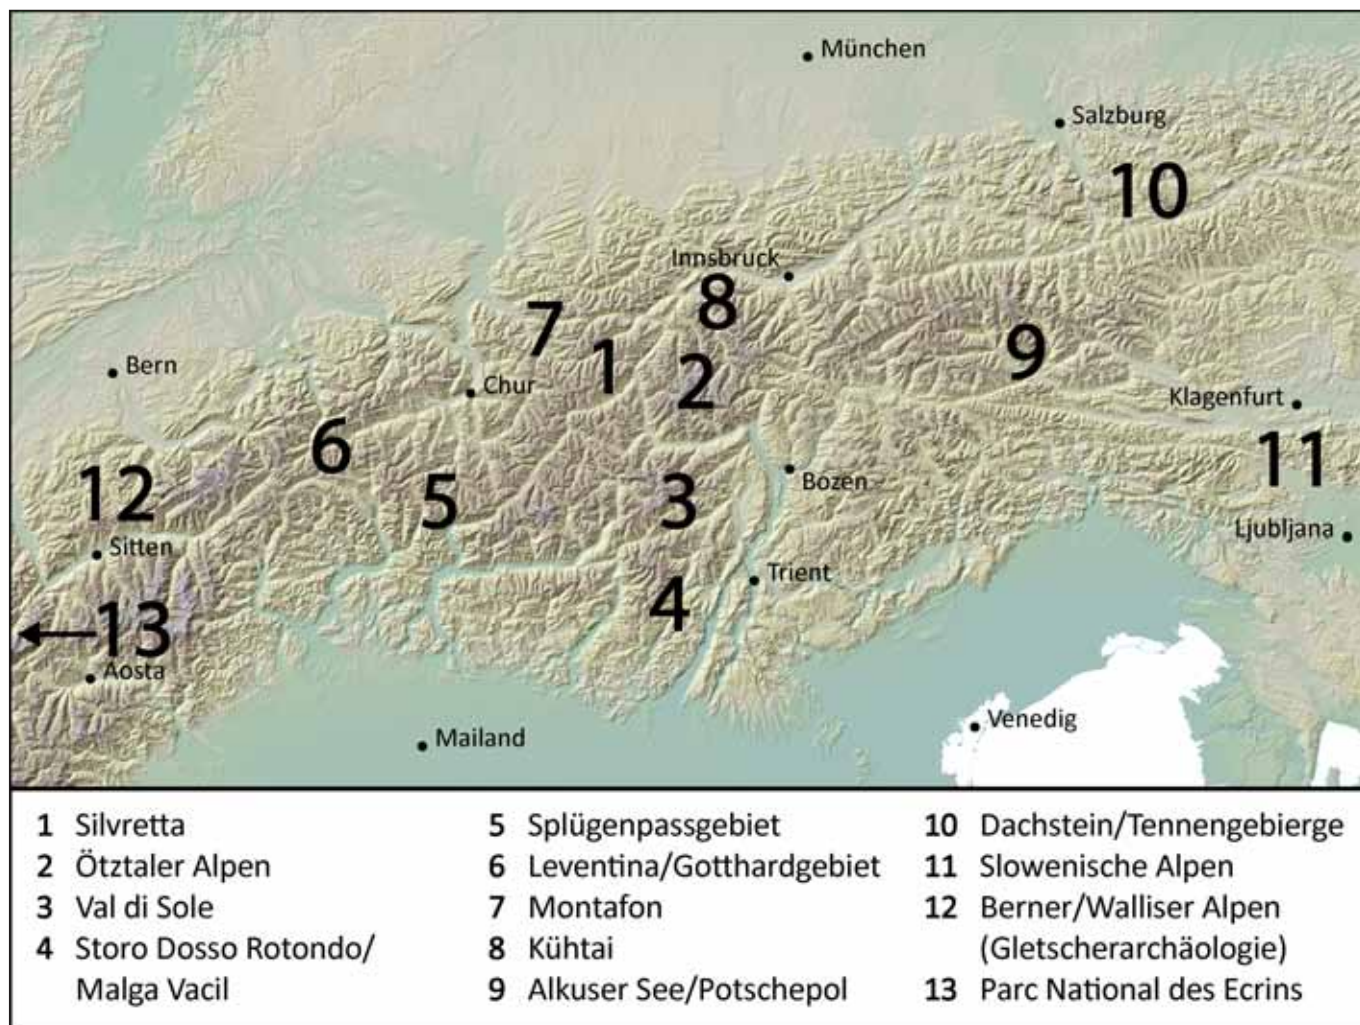 München
Salzburg
10
Innsbruck
8
7
9
Bern
1
2
Chur
Klagenfurt
6
11
12
5
3
Bozen
Sitten
Ljubljana
4
Trient
13
Aosta
Venedig
Mailand
1 Silvretta
2 Ötztaler Alpen
3 Val di Sole
4 Storo Dosso Rotondo/
Malga Vacil
5 Splügenpassgebiet
6 Leventina/Gotthardgebiet
7 Montafon
8 Kühtai
9 Alkuser See/Potschepol
10 Dachstein/Tennengebierge
11 Slowenische Alpen
12 Berner/Walliser Alpen
(Gletscherarchäologie)
13 Parc National des Ecrins